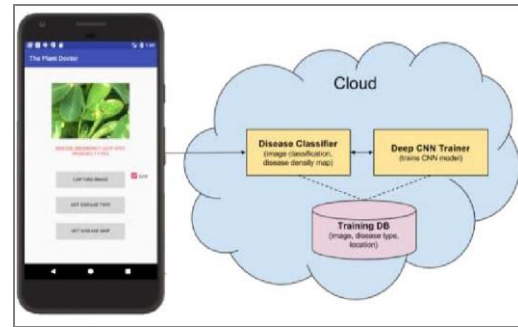 The Plant Doctor
CAPTURE IMAGE
GET DISEASE TYPE
GET DISEASE MAP
Cloud
Disease Classifier
(image classification,
disease density map)
Deep CNN Trainer
(trains CNN model)
Training DB
(image, disease type,
location)